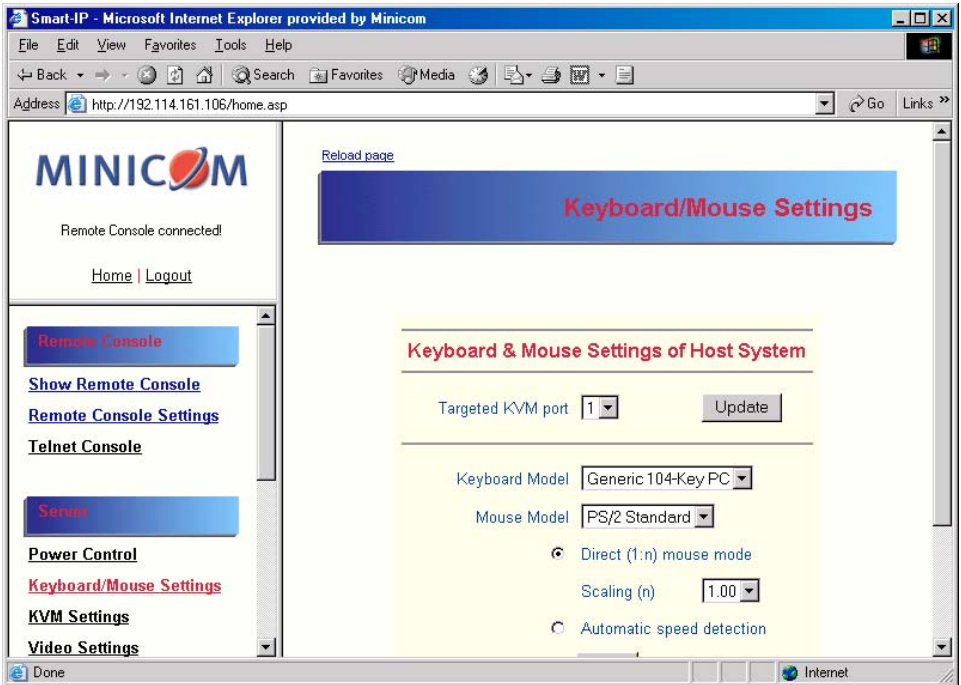 Smart-IP - Microsoft Internet Explorer provided by Minicom
File Edit View Favorites Tools Help
Back Search Favorites Media
Address http://192.114.161.106/home.asp Go Links »
MINICOM
Remote Console connected!
Home | Logout
Remote Console
Show Remote Console
Remote Console Settings
Telnet Console
Server
Power Control
Keyboard/Mouse Settings
KVM Settings
Video Settings
Reload page
Keyboard/Mouse Settings
Keyboard & Mouse Settings of Host System
Targeted KVM port 1 Update
Keyboard Model Generic 104-Key PC
Mouse Model PS/2 Standard
Direct (1:n) mouse mode
Scaling (n) 1.00
Automatic speed detection
Done Internet